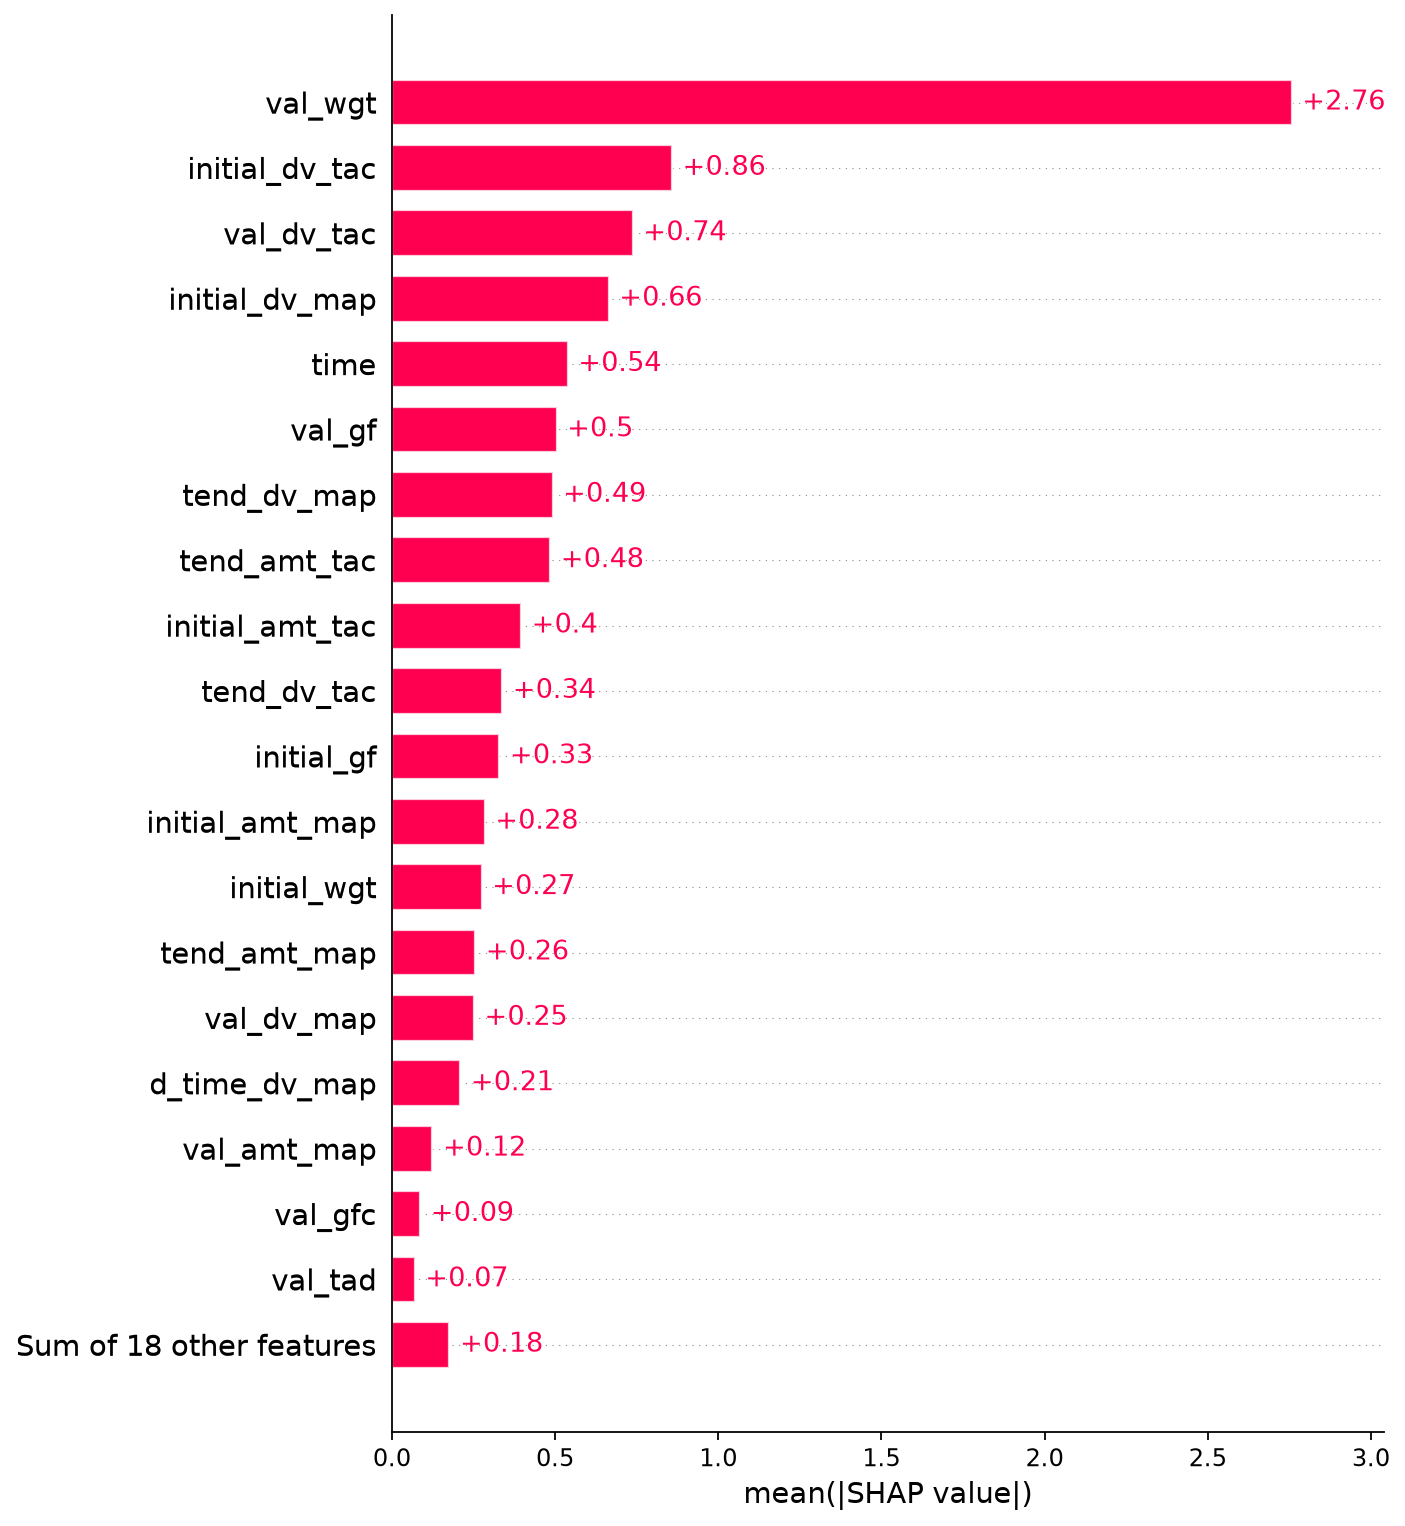 val_wgt +2.76
initial_dv_tac +0.86
val_dv_tac +0.74
initial_dv_map +0.66
time +0.54
val_gf +0.5
tend_dv_map +0.49
tend_amt_tac +0.48
initial_amt_tac +0.4
tend_dv_tac +0.34
initial_gf +0.33
initial_amt_map +0.28
initial_wgt +0.27
tend_amt_map +0.26
val_dv_map +0.25
d_time_dv_map +0.21
val_amt_map +0.12
val_gfc +0.09
val_tad +0.07
Sum of 18 other features +0.18
0.0 0.5 1.0 1.5 2.0 2.5 3.0
mean(|SHAP value|)